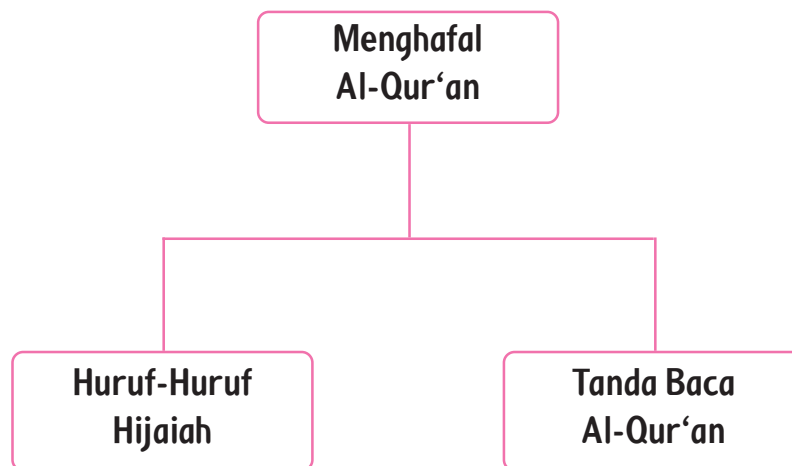 Menghafal
Al-Qur‘an
Huruf-Huruf
Hijaiah
Tanda Baca
Al-Qur‘an